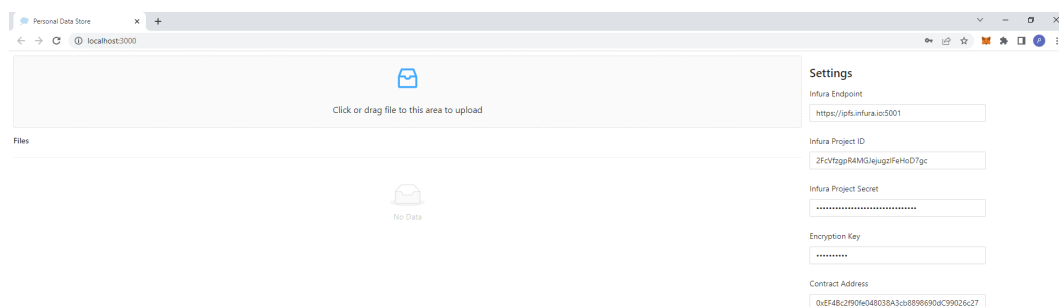 Personal Data Store
localhost:3000
Click or drag file to this area to upload
Files
No Data
Settings
Infura Endpoint
https://ipfs.infura.io:5001
Infura Project ID
2FcVfzgpR4MGJejugzlFeHoD7gc
Infura Project Secret
Encryption Key
Contract Address
0xEF4Bc2f90fe048038A3cb8898690dC99026c27